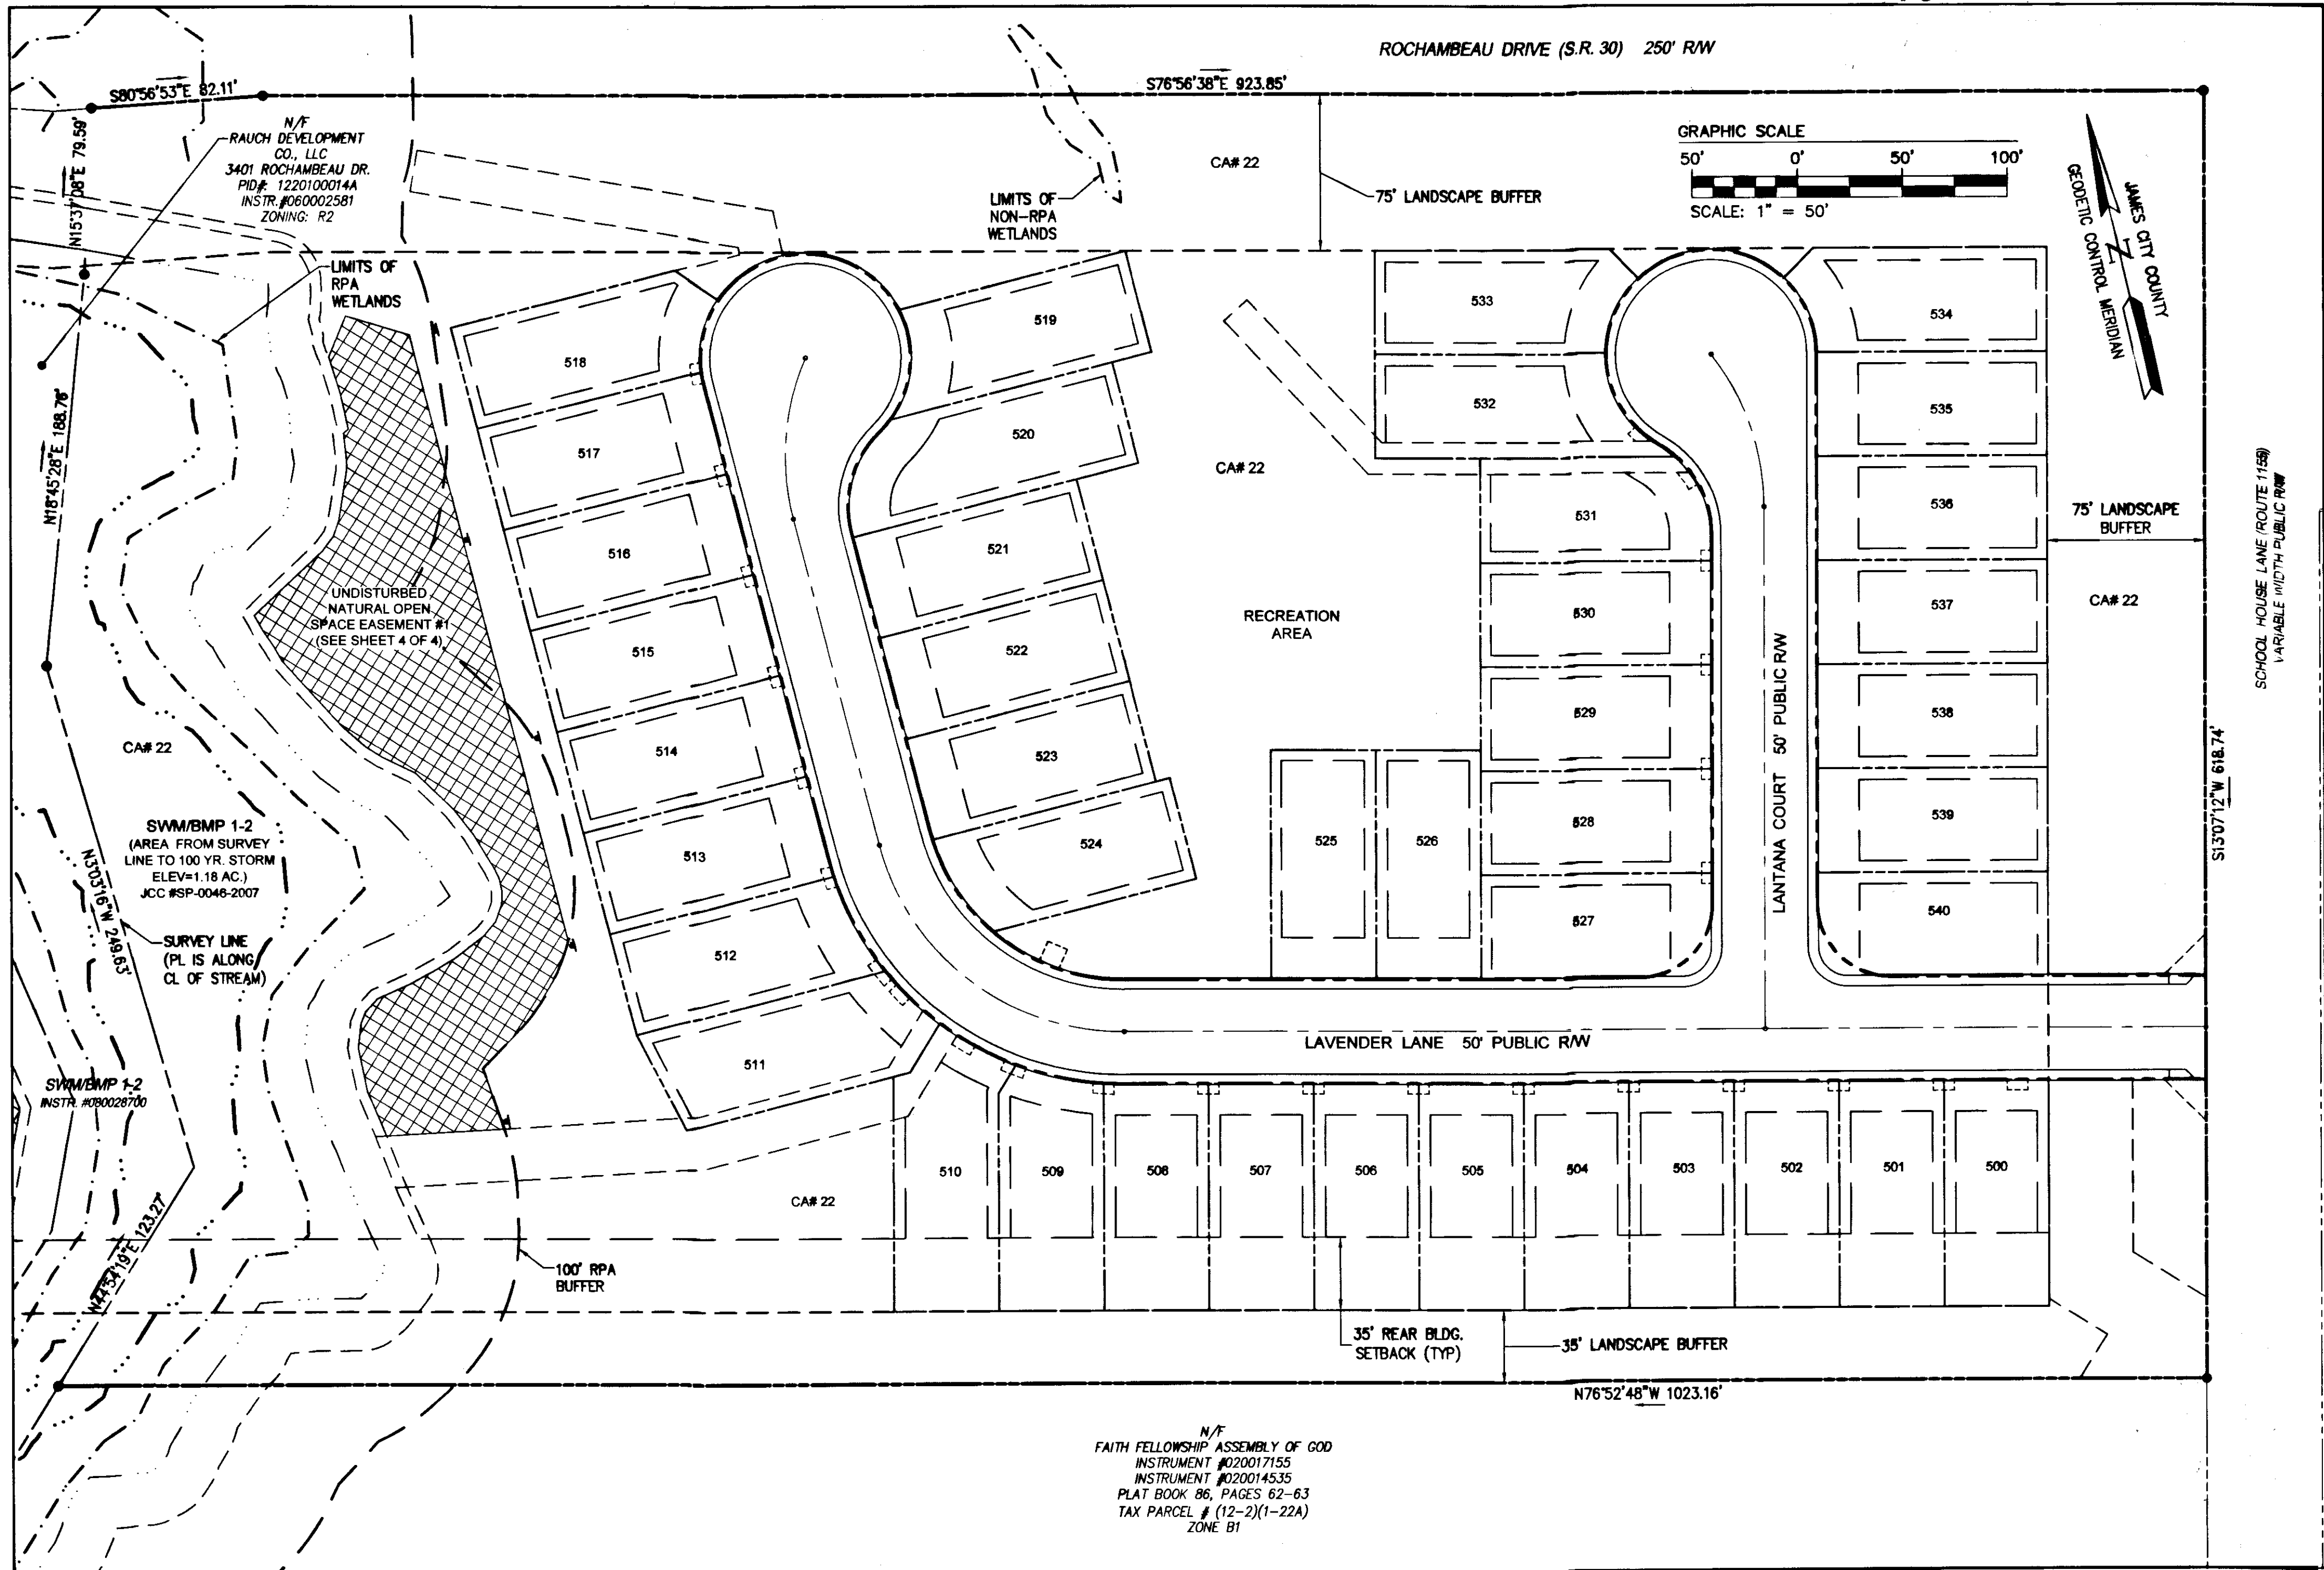 ROCHAMBEAU DRIVE (S.R. 30) 250' R/W
S80°56'53"E 82.11'
S76°56'38"E 923.85'
N15°37'08"E 79.59'
N/F
RAUCH DEVELOPMENT
CO., LLC
3401 ROCHAMBEAU DR.
PID#: 1220100014A
INSTR.#060002581
ZONING: R2
GRAPHIC SCALE
50' 0' 50' 100'
SCALE: 1" = 50'
JAMES CITY COUNTY
GEODETIC CONTROL MERIDIAN
N
CA# 22
75' LANDSCAPE BUFFER
LIMITS OF
NON-RPA
WETLANDS
LIMITS OF
RPA
WETLANDS
N18°45'28"E 188.76'
518
517
516
515
514
513
512
511
519
520
521
522
523
524
533
532
531
530
529
528
527
534
535
536
537
538
539
540
525
526
CA# 22
RECREATION
AREA
75' LANDSCAPE
BUFFER
CA# 22
SCHOOL HOUSE LANE (ROUTE 1159)
VARIABLE WIDTH PUBLIC R/W
S13°07'12"W 618.74'
LANTANA COURT 50' PUBLIC R/W
LAVENDER LANE 50' PUBLIC R/W
UNDISTURBED
NATURAL OPEN
SPACE EASEMENT #1
(SEE SHEET 4 OF 4)
CA# 22
SWM/BMP 1-2
(AREA FROM SURVEY
LINE TO 100 YR. STORM
ELEV=1.18 AC.)
JCC #SP-0046-2007
N3°03'16"W 249.63'
SURVEY LINE
(PL IS ALONG
CL OF STREAM)
SWM/BMP 1-2
INSTR. #080028700
N44°54'19"E 123.27'
CA# 22
510
509
508
507
506
505
504
503
502
501
500
100' RPA
BUFFER
35' REAR BLDG.
SETBACK (TYP)
35' LANDSCAPE BUFFER
N76°52'48"W 1023.16'
N/F
FAITH FELLOWSHIP ASSEMBLY OF GOD
INSTRUMENT #020017155
INSTRUMENT #020014535
PLAT BOOK 86, PAGES 62-63
TAX PARCEL # (12-2)(1-22A)
ZONE B1